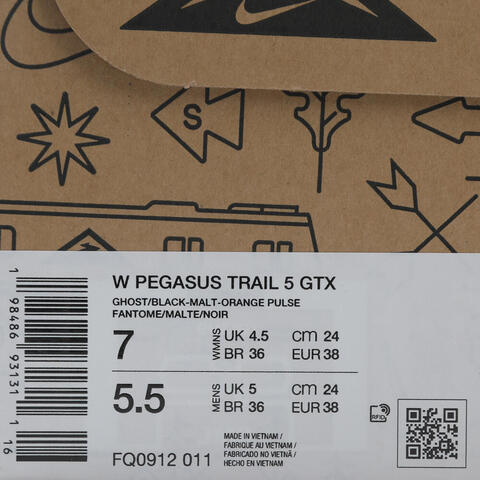 S
W PEGASUS TRAIL 5 GTX
GHOST/BLACK-MALT-ORANGE PULSE
FANTOME/MALTE/NOIR
7 WMNS UK 4.5 cm 24
BR 36 EUR 38
5.5 MENS UK 5 cm 24
BR 36 EUR 38
RFID
MADE IN VIETNAM /
FABRIQUE AU VIETNAM /
FABRICADO NO VIETNÃ /
HECHO EN VIETNAM
FQ0912 011
1 98486 93131 1 16